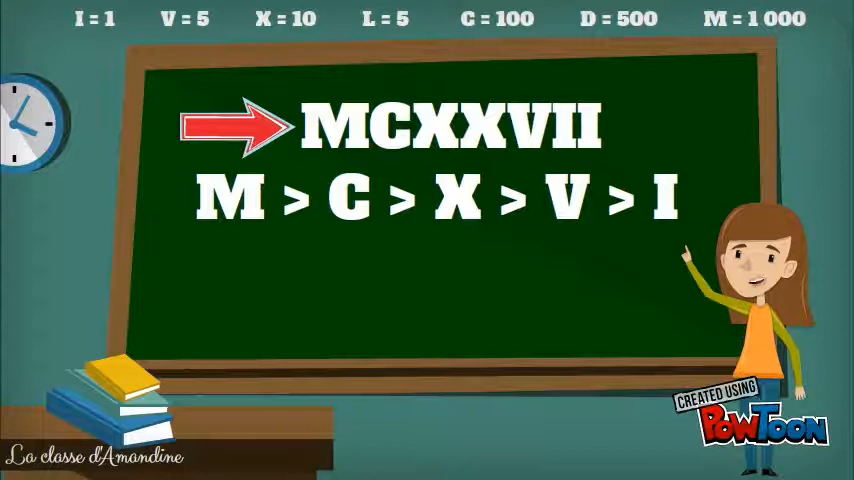 I = 1 V = 5 X = 10 L = 5 C = 100 D = 500 M = 1 000
MCXXVII
M > C > X > V > I
CREATED USING
POWTOON
La classe d'Amandine